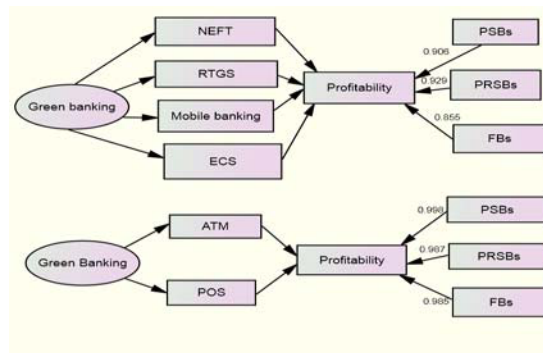 NEFT
PSBs
0.906
RTGS
0.929
Profitability
PRSBs
Green banking
Mobile banking
0.855
FBs
ECS
PSBs
0.998
ATM
0.987
PRSBs
Green Banking
Profitability
POS
0.985
FBs